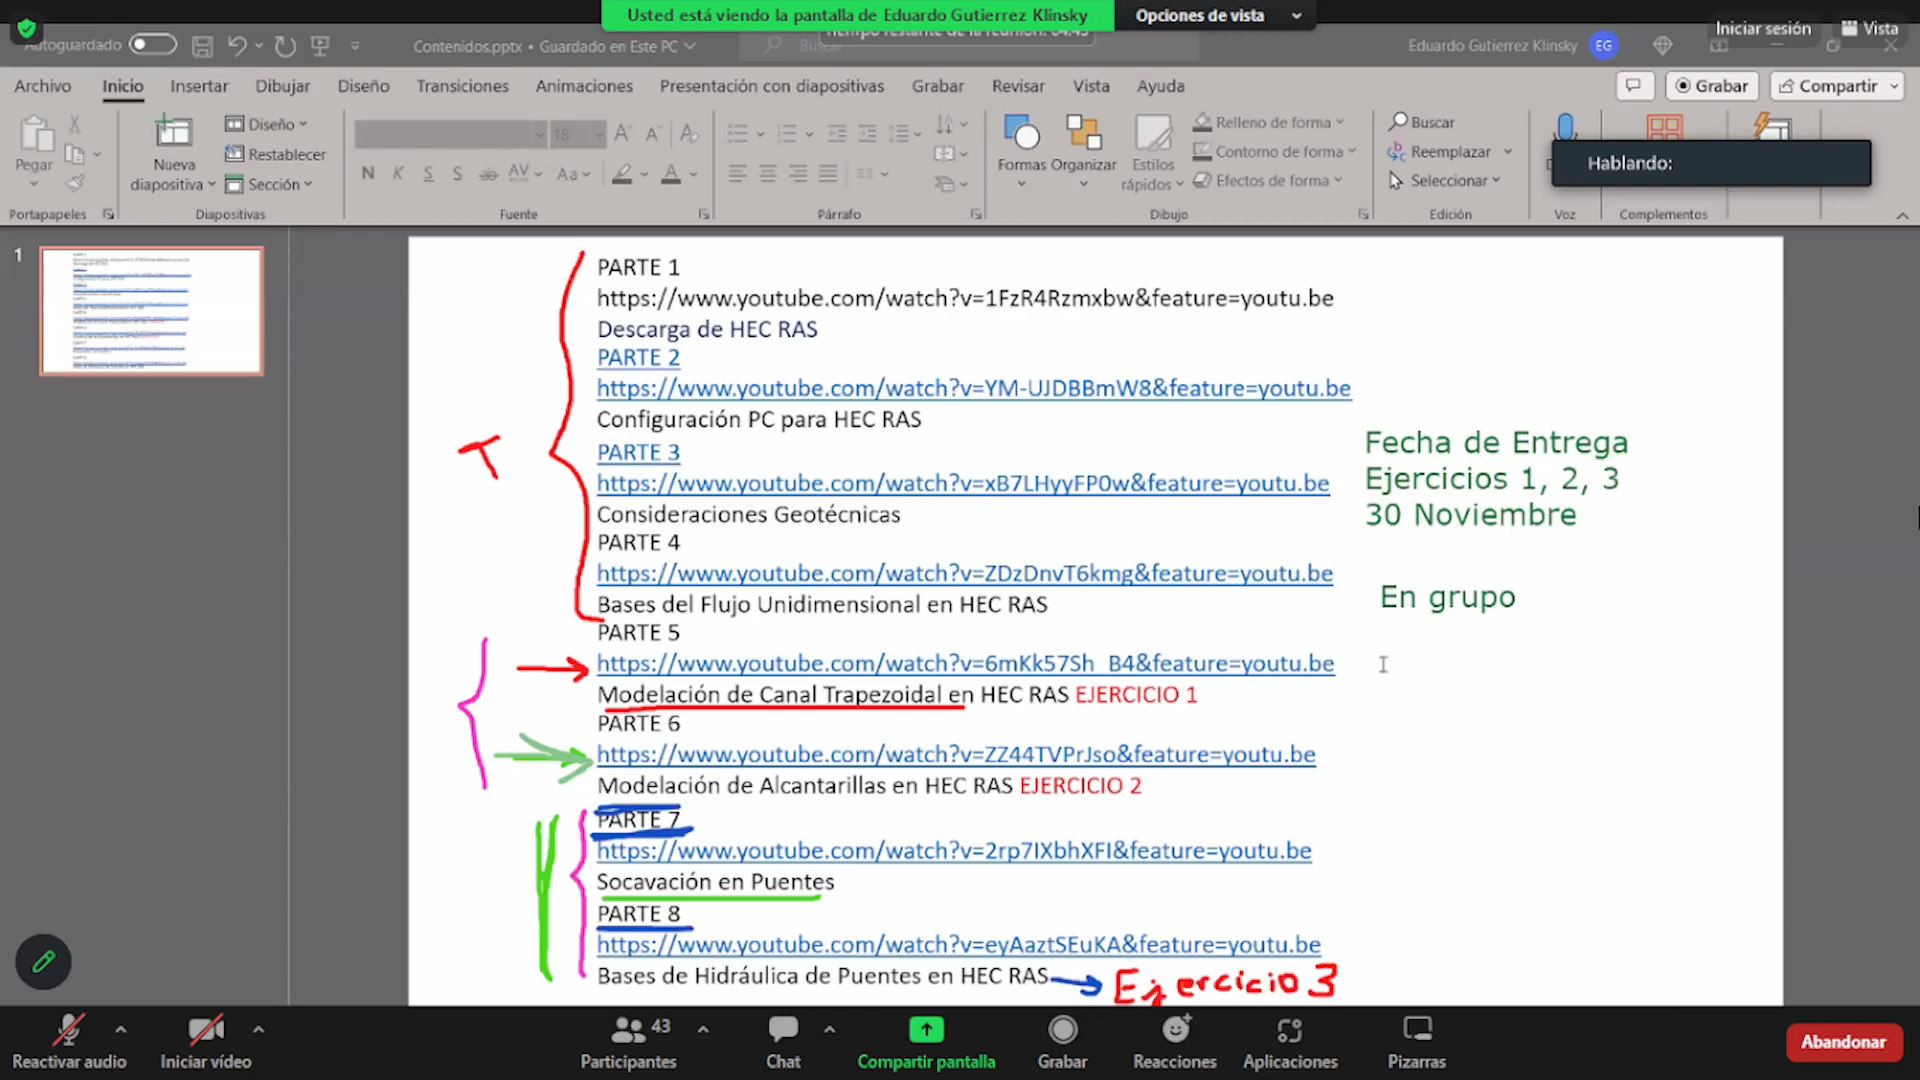 Usted está viendo la pantalla de Eduardo Gutierrez Klinsky
Opciones de vista
Iniciar sesión
Vista
Autoguardado
Contenidos.pptx • Guardado en Este PC
Buscar
Tiempo restante de la reunión: 04:45
Eduardo Gutierrez Klinsky EG
Archivo Inicio Insertar Dibujar Diseño Transiciones Animaciones Presentación con diapositivas Grabar Revisar Vista Ayuda
Grabar
Compartir
Pegar
Nueva diapositiva
Diseño
Restablecer
Sección
18
N K S S ab AV Aa A
Formas Organizar Estilos rápidos
Relleno de forma
Contorno de forma
Efectos de forma
Buscar
Reemplazar
Seleccionar
Hablando:
Portapapeles Diapositivas Fuente Párrafo Dibujo Edición Voz Complementos
1
PARTE 1
https://www.youtube.com/watch?v=1FzR4Rzmxbw&feature=youtu.be
Descarga de HEC RAS
PARTE 2
https://www.youtube.com/watch?v=YM-UJDBBmW8&feature=youtu.be
Configuración PC para HEC RAS
PARTE 3
https://www.youtube.com/watch?v=xB7LHyyFP0w&feature=youtu.be
Consideraciones Geotécnicas
PARTE 4
https://www.youtube.com/watch?v=ZDzDnvT6kmg&feature=youtu.be
Bases del Flujo Unidimensional en HEC RAS
PARTE 5
https://www.youtube.com/watch?v=6mKk57Sh_B4&feature=youtu.be
Modelación de Canal Trapezoidal en HEC RAS EJERCICIO 1
PARTE 6
https://www.youtube.com/watch?v=ZZ44TVPrJso&feature=youtu.be
Modelación de Alcantarillas en HEC RAS EJERCICIO 2
PARTE 7
https://www.youtube.com/watch?v=2rp7IXbhXFI&feature=youtu.be
Socavación en Puentes
PARTE 8
https://www.youtube.com/watch?v=eyAaztSEuKA&feature=youtu.be
Bases de Hidráulica de Puentes en HEC RAS
Ejercicio 3
T
Fecha de Entrega
Ejercicios 1, 2, 3
30 Noviembre
En grupo
Reactivar audio
Iniciar vídeo
43
Participantes
Chat
Compartir pantalla
Grabar
Reacciones
Aplicaciones
Pizarras
Abandonar